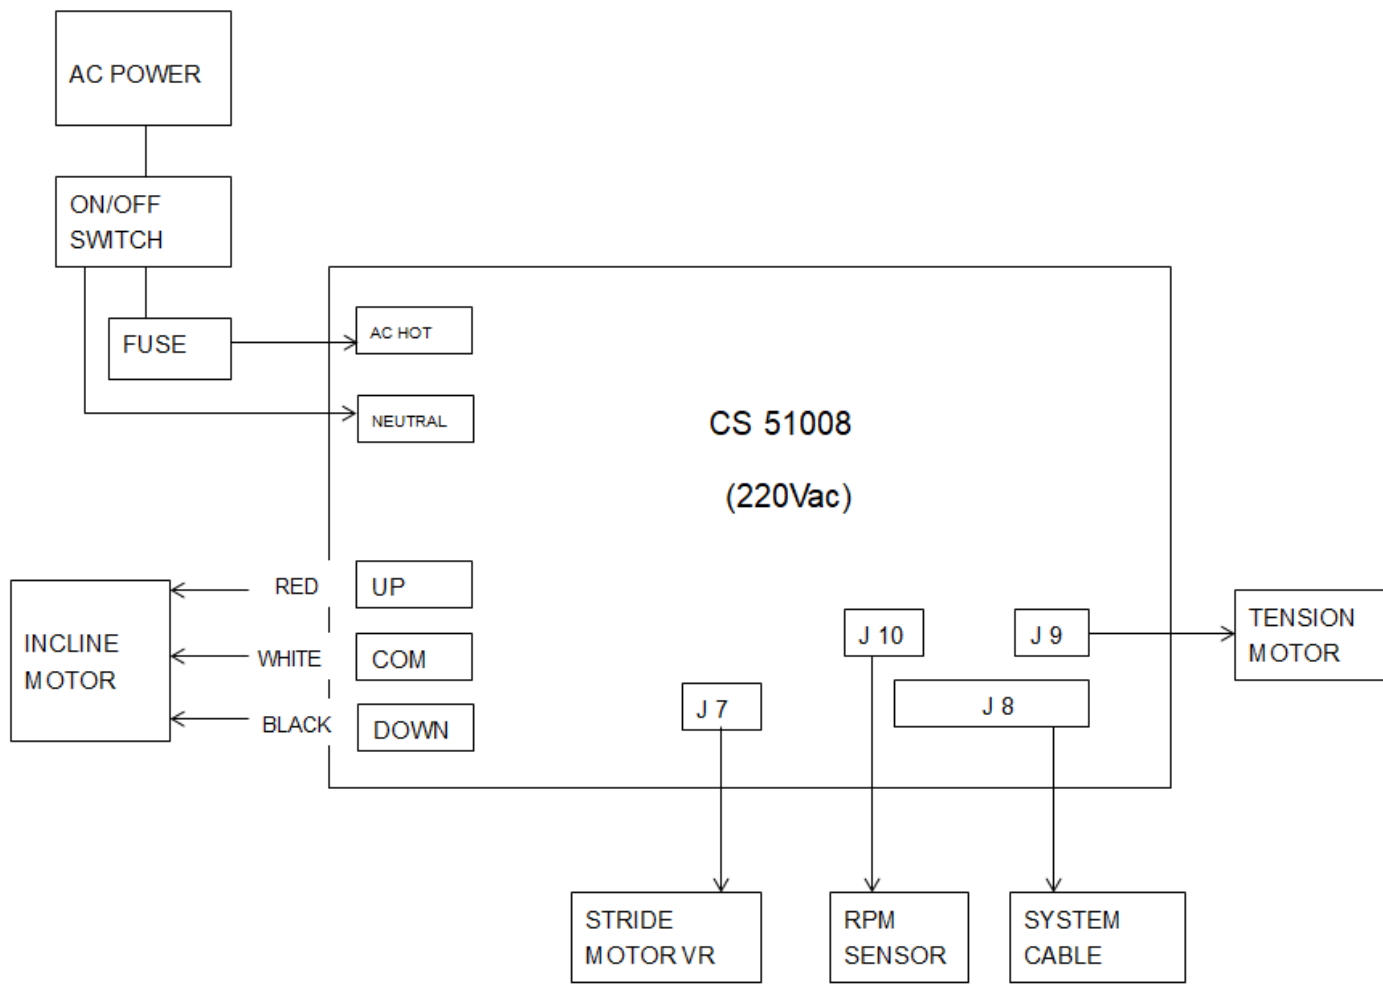 AC POWER
ON/OFF
SWITCH
FUSE
AC HOT
NEUTRAL
CS 51008
(220Vac)
RED
UP
INCLINE
MOTOR
WHITE
COM
BLACK
DOWN
J 10
J 9
TENSION
MOTOR
J 7
J 8
STRIDE
MOTOR VR
RPM
SENSOR
SYSTEM
CABLE